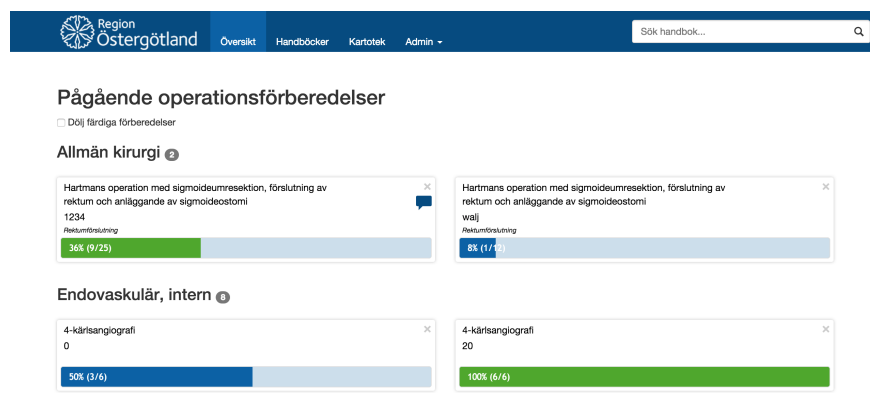 Region
Östergötland
Översikt Handböcker Kartotek Admin
Sök handbok...
Pågående operationsförberedelser
Dölj färdiga förberedelser
Allmän kirurgi 2
Hartmans operation med sigmoideumresektion, förslutning av
rektum och anläggande av sigmoideostomi
1234
Rektumförslutning
36% (9/25)
Hartmans operation med sigmoideumresektion, förslutning av
rektum och anläggande av sigmoideostomi
walj
Rektumförslutning
8% (1/12)
Endovaskulär, intern 8
4-kärlsangiografi
0
50% (3/6)
4-kärlsangiografi
20
100% (6/6)